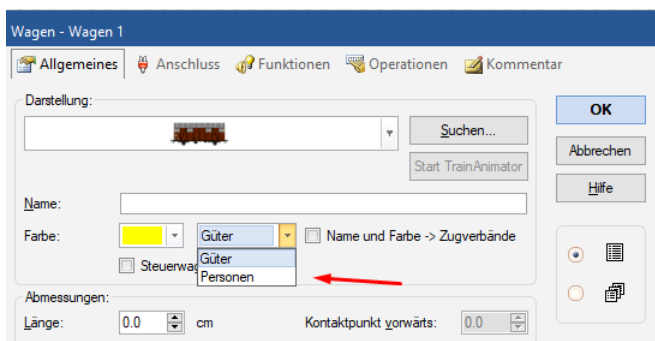 Wagen - Wagen 1
Allgemeines Anschluss Funktionen Operationen Kommentar
Darstellung:
Suchen...
Start TrainAnimator
OK
Abbrechen
Hilfe
Name:
Farbe: Güter Name und Farbe -> Zugverbände
Güter
Steuerwag
Personen
Abmessungen:
Länge: 0.0 cm Kontaktpunkt vorwärts: 0.0